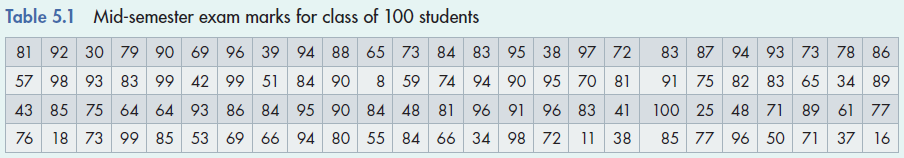 Table 5.1 Mid-semester exam marks for class of 100 students
81 92 30 79 90 69 96 39 94 88 65 73 84 83 95 38 97 72 83 87 94 93 73 78 86
57 98 93 83 99 42 99 51 84 90 8 59 74 94 90 95 70 81 91 75 82 83 65 34 89
43 85 75 64 64 93 86 84 95 90 84 48 81 96 91 96 83 41 100 25 48 71 89 61 77
76 18 73 99 85 53 69 66 94 80 55 84 66 34 98 72 11 38 85 77 96 50 71 37 16